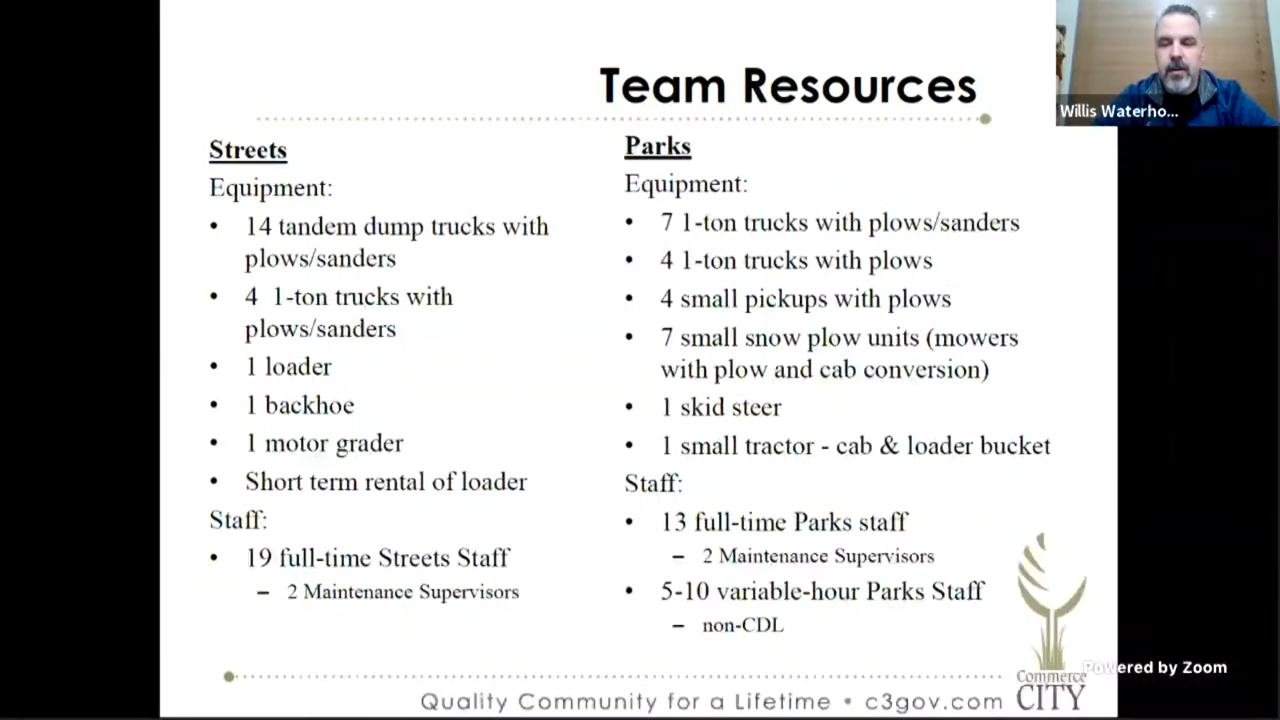 Team Resources
Willis Waterho...
Streets
Equipment:
• 14 tandem dump trucks with
plows/sanders
• 4 1-ton trucks with
plows/sanders
• 1 loader
• 1 backhoe
• 1 motor grader
• Short term rental of loader
Staff:
• 19 full-time Streets Staff
– 2 Maintenance Supervisors
Parks
Equipment:
• 7 1-ton trucks with plows/sanders
• 4 1-ton trucks with plows
• 4 small pickups with plows
• 7 small snow plow units (mowers
with plow and cab conversion)
• 1 skid steer
• 1 small tractor - cab & loader bucket
Staff:
• 13 full-time Parks staff
– 2 Maintenance Supervisors
• 5-10 variable-hour Parks Staff
– non-CDL
Powered by Zoom
Commerce
CITY
Quality Community for a Lifetime • c3gov.com